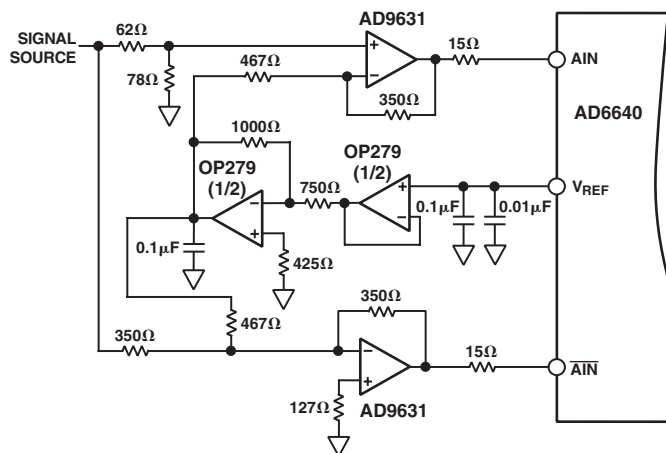 AD9631
SIGNAL
SOURCE
62Ω
78Ω
467Ω
350Ω
15Ω
AIN
AD6640
1000Ω
OP279
(1/2)
750Ω
OP279
(1/2)
VREF
0.1µF
0.01µF
0.1µF
425Ω
350Ω
467Ω
350Ω
15Ω
AIN
127Ω
AD9631
+
−
−
+
+
−
−
+